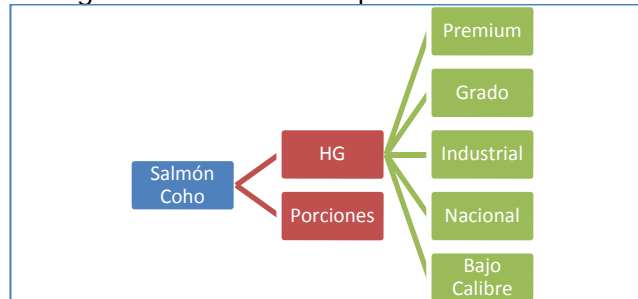 Premium
Grado
HG
Industrial
Salmón
Coho
Porciones
Nacional
Bajo
Calibre